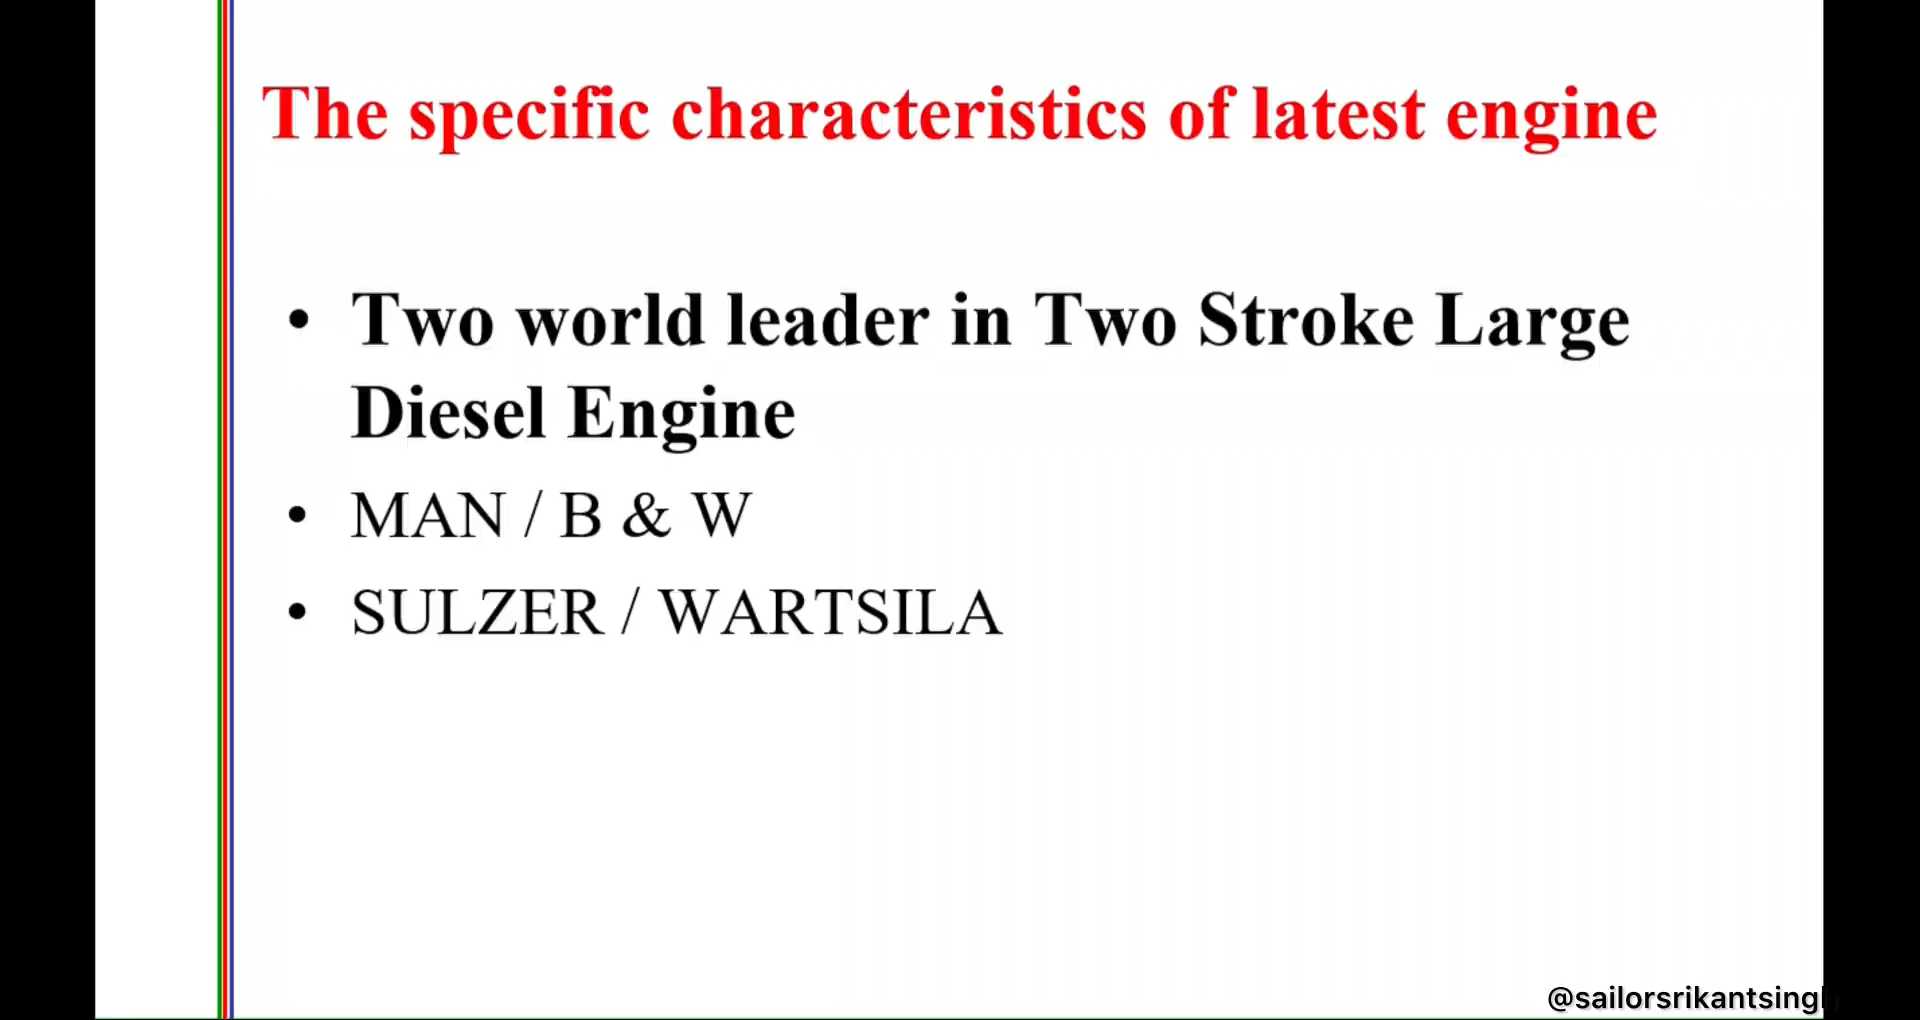 The specific characteristics of latest engine
• Two world leader in Two Stroke Large
Diesel Engine
• MAN / B & W
• SULZER / WARTSILA
@sailorsrikantsingh